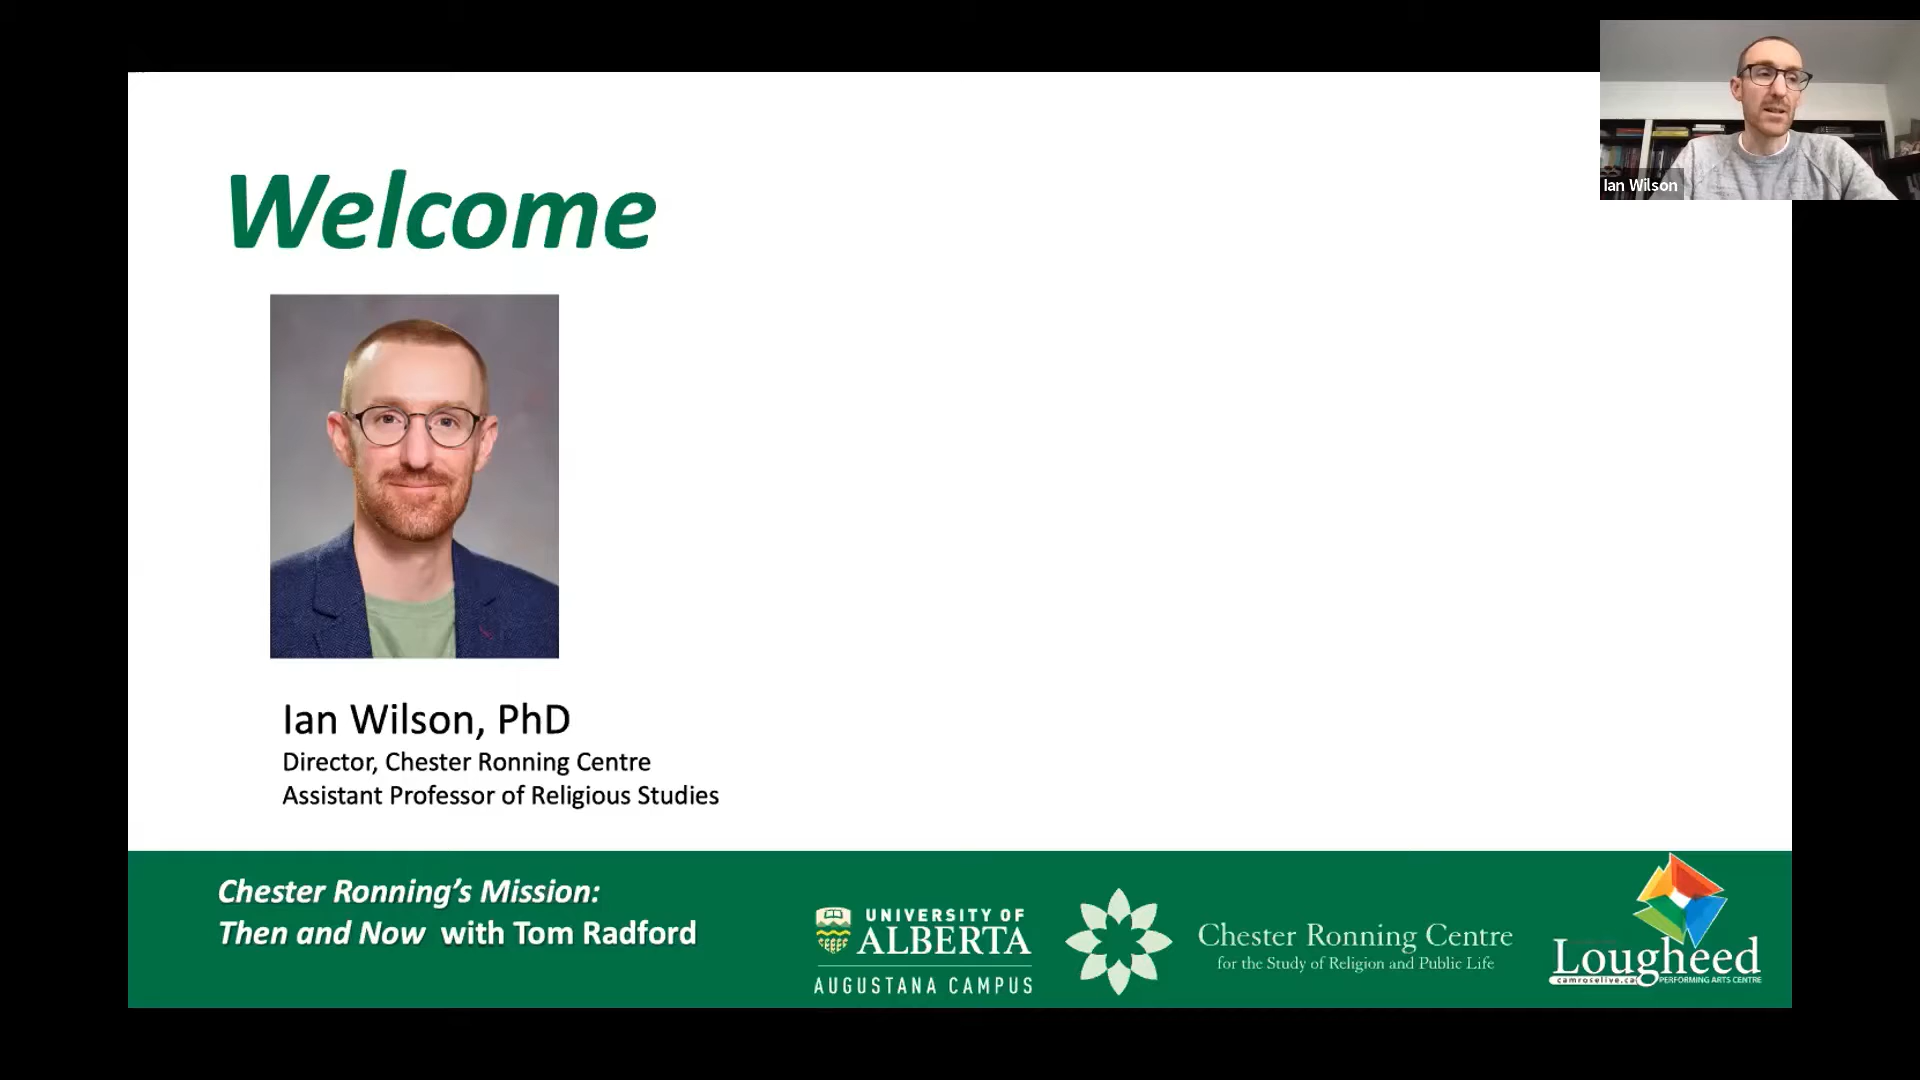 Welcome
Ian Wilson
Ian Wilson, PhD
Director, Chester Ronning Centre
Assistant Professor of Religious Studies
Chester Ronning's Mission:
Then and Now with Tom Radford
UNIVERSITY OF
ALBERTA
AUGUSTANA CAMPUS
Chester Ronning Centre
for the Study of Religion and Public Life
Lougheed
camroselive.ca PERFORMING ARTS CENTRE